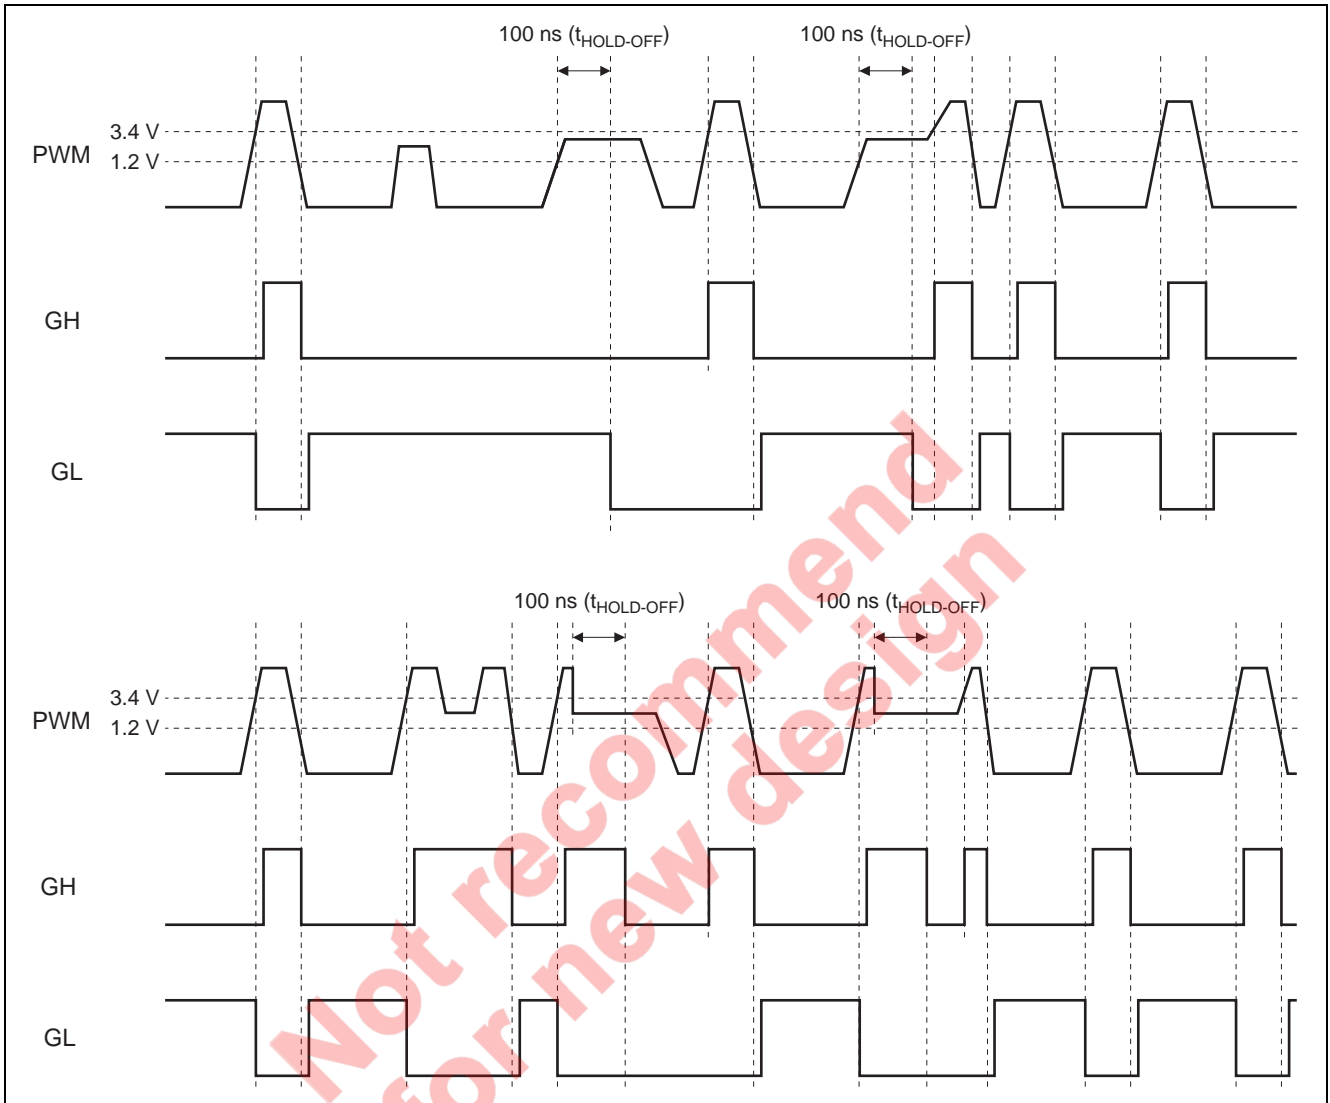 100 ns (tHOLD-OFF) 100 ns (tHOLD-OFF)
3.4 V
PWM
1.2 V
GH
GL
100 ns (tHOLD-OFF) 100 ns (tHOLD-OFF)
3.4 V
PWM
1.2 V
GH
GL
Not recommend
for new design